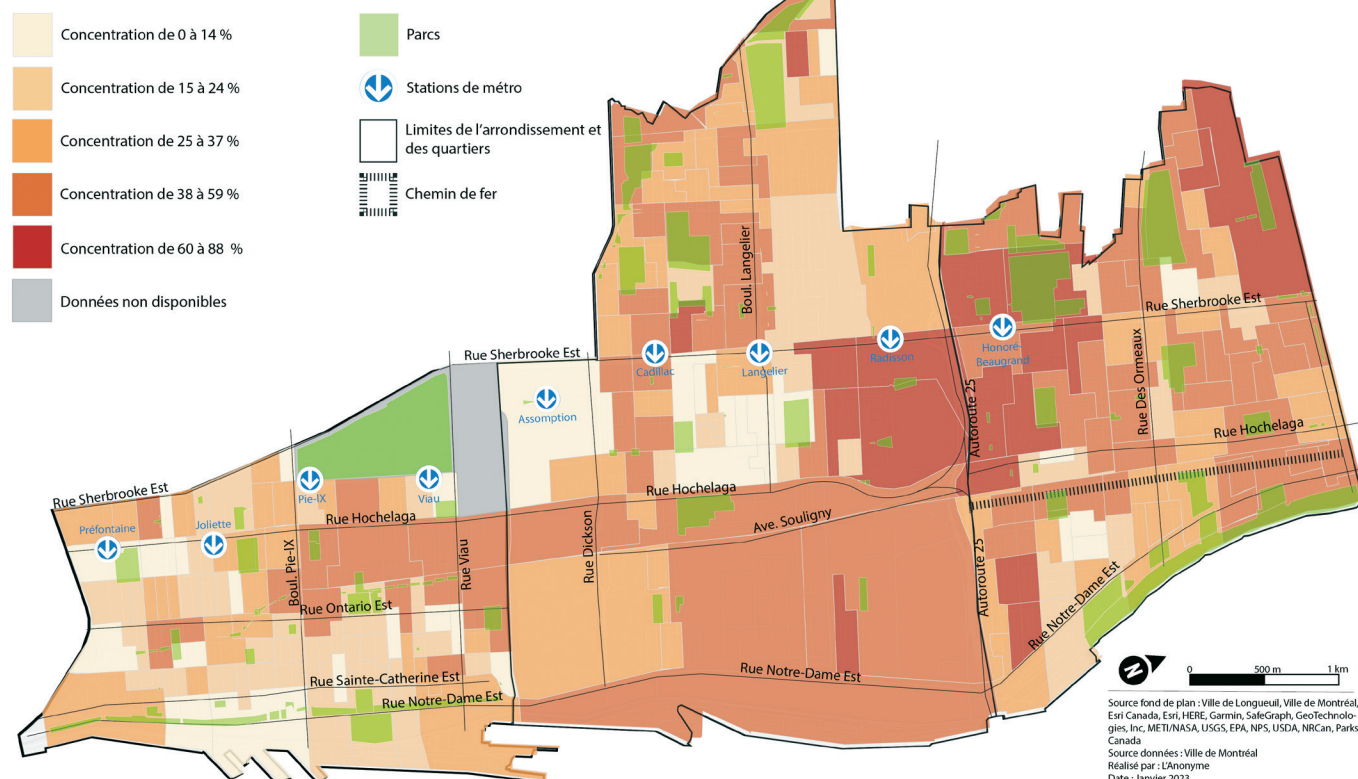 Concentration de 0 à 14 %
Concentration de 15 à 24 %
Concentration de 25 à 37 %
Concentration de 38 à 59 %
Concentration de 60 à 88 %
Données non disponibles
Parcs
Stations de métro
Limites de l'arrondissement et
des quartiers
Chemin de fer
Boul. Langelier
Rue Sherbrooke Est
Rue Sherbrooke Est
Rue Sherbrooke Est
Cadillac
Langelier
Radisson
Honoré-
Beaugrand
Assomption
Autoroute 25
Rue Des Ormeaux
Rue Hochelaga
Pie-IX
Viau
Rue Hochelaga
Préfontaine
Joliette
Rue Hochelaga
Boul. Pie-IX
Rue Viau
Rue Dickson
Ave. Souligny
Autoroute 25
Rue Ontario Est
Rue Notre-Dame Est
Rue Sainte-Catherine Est
Rue Notre-Dame Est
Rue Notre-Dame Est
N
0 500 m 1 km
Source fond de plan : Ville de Longueuil, Ville de Montréal,
Esri Canada, Esri, HERE, Garmin, SafeGraph, GeoTechnolo-
gies, Inc, METI/NASA, USGS, EPA, NPS, USDA, NRCan, Parks
Canada
Source données : Ville de Montréal
Réalisé par : L'Anonyme
Date : Janvier 2023